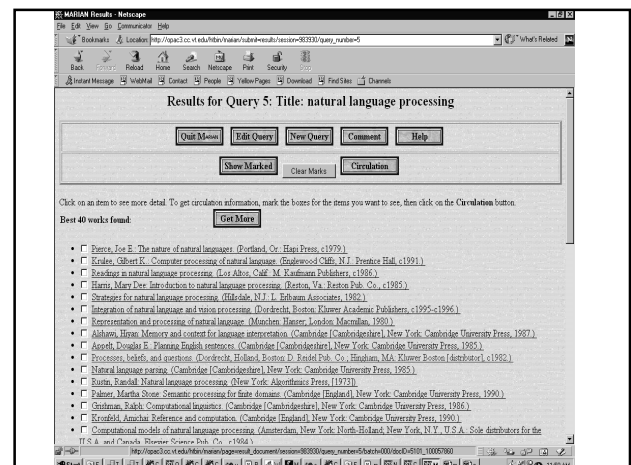 MARIAN Results - Netscape
File Edit View Go Communicator Help
Bookmarks Location: http://opac3.cc.vt.edu/htbin/marian/submit=results/session=983930/query_number=5 What's Related
Back Forward Reload Home Search Netscape Print Security Stop
Instant Message WebMail Contact People Yellow Pages Download Find Sites Channels
Results for Query 5: Title: natural language processing
Quit MARIAN Edit Query New Query Comment Help
Show Marked Clear Marks Circulation
Click on an item to see more detail. To get circulation information, mark the boxes for the items you want to see, then click on the Circulation button.
Best 40 works found: Get More
Pierce, Joe E.: The nature of natural languages. (Portland, Or.: Hapi Press, c1979.)
Krulee, Gilbert K.: Computer processing of natural language. (Englewood Cliffs, N.J.: Prentice Hall, c1991.)
Readings in natural language processing. (Los Altos, Calif.: M. Kaufmann Publishers, c1986.)
Harris, Mary Dee: Introduction to natural language processing. (Reston, Va.: Reston Pub. Co., c1985.)
Strategies for natural language processing. (Hillsdale, N.J.: L. Erlbaum Associates, 1982.)
Integration of natural language and vision processing. (Dordrecht, Boston: Kluwer Academic Publishers, c1995-c1996.)
Representation and processing of natural language. (Munchen: Hanser; London: Macmillan, 1980.)
Alshawi, Hiyan: Memory and context for language interpretation. (Cambridge [Cambridgeshire], New York: Cambridge University Press, 1987.)
Appelt, Douglas E.: Planning English sentences. (Cambridge [Cambridgeshire], New York: Cambridge University Press, 1985.)
Processes, beliefs, and questions. (Dordrecht, Holland, Boston: D. Reidel Pub. Co.; Hingham, MA: Kluwer Boston [distributor], c1982.)
Natural language parsing. (Cambridge [Cambridgeshire], New York: Cambridge University Press, 1985.)
Rustin, Randall: Natural language processing. (New York: Algorithmics Press, [1973])
Palmer, Martha Stone: Semantic processing for finite domains. (Cambridge [England], New York: Cambridge University Press, 1990.)
Grishman, Ralph: Computational linguistics. (Cambridge [Cambridgeshire], New York: Cambridge University Press, 1986.)
Kronfeld, Amichai: Reference and computation. (Cambridge [England], New York: Cambridge University Press, 1990.)
Computational models of natural language processing. (Amsterdam, New York: North-Holland; New York, N.Y., U.S.A.: Sole distributors for the
U.S.A. and Canada, Elsevier Science Pub. Co., c1984.)
http://opac3.cc.vt.edu/htbin/marian/page=result_document/session=983930/query_number=5/batch=000/docID=5101_100057860